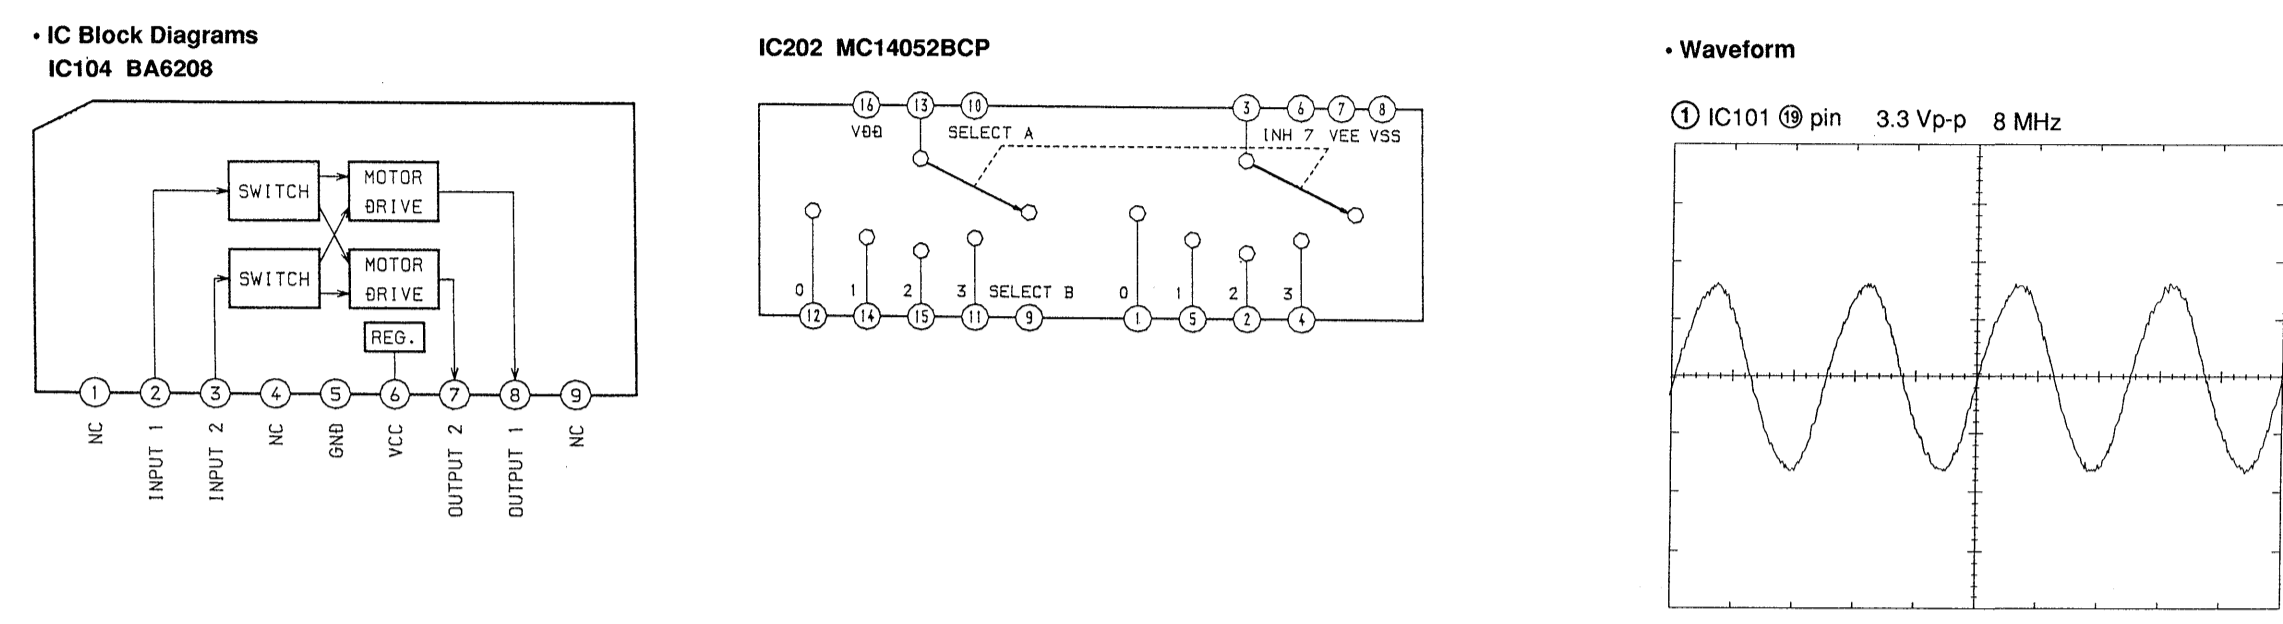 • IC Block Diagrams
IC104 BA6208
SWITCH
MOTOR
DRIVE
SWITCH
MOTOR
DRIVE
REG.
1 2 3 4 5 6 7 8 9
NC
INPUT 1
INPUT 2
NC
GND
VCC
OUTPUT 2
OUTPUT 1
NC
IC202 MC14052BCP
16 13 10 3 6 7 8
VDD SELECT A INH 7 VEE VSS
0 1 2 3 SELECT B 0 1 2 3
12 14 15 11 9 1 5 2 4
• Waveform
① IC101 ⑲ pin 3.3 Vp-p 8 MHz